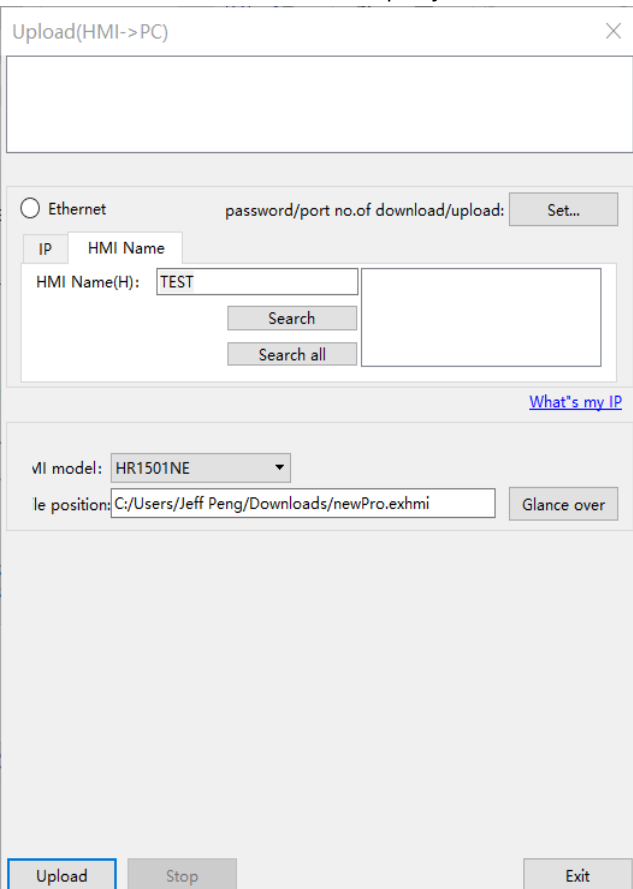 Upload(HMI->PC)
Ethernet
password/port no.of download/upload:
Set...
IP
HMI Name
HMI Name(H):
TEST
Search
Search all
What"s my IP
MI model:
HR1501NE
le position:
C:/Users/Jeff Peng/Downloads/newPro.exhmi
Glance over
Upload
Stop
Exit